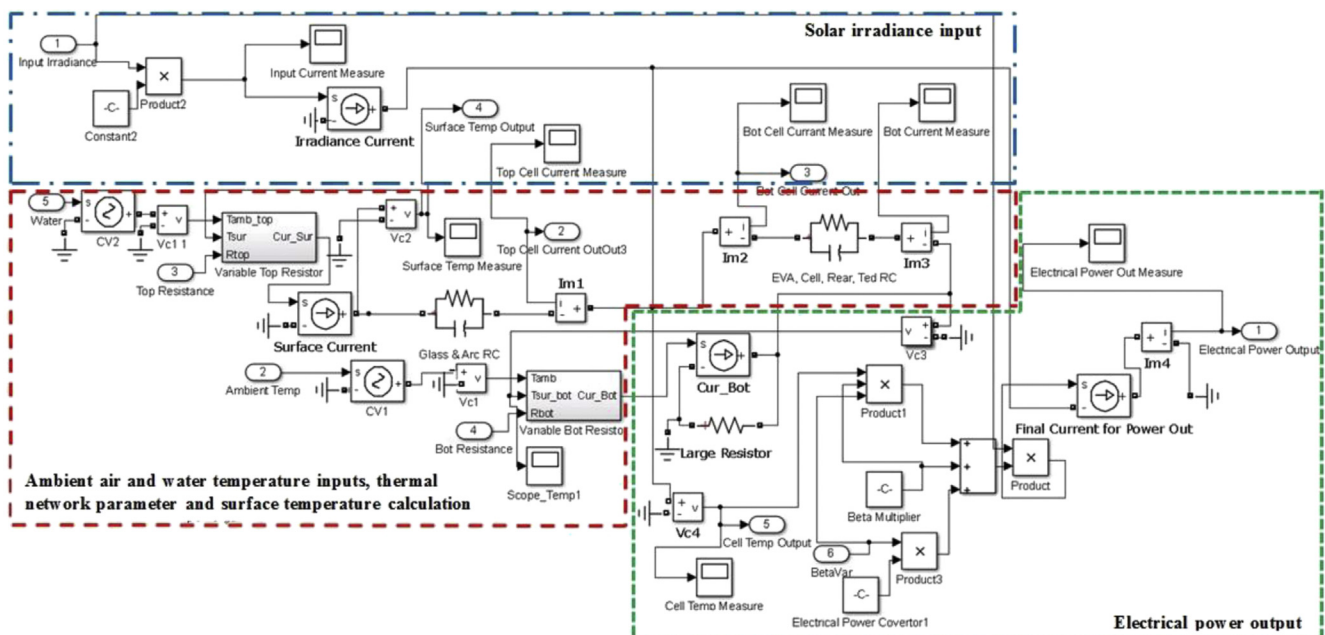 Solar irradiance input
1
Input Irradiance
×
Product2
-C-
Constant2
Input Current Measure
s
+
-
Irradiance Current
4
Surface Temp Output
Top Cell Current Measure
Bot Cell Currant Measure
Bot Current Measure
3
Bot Cell Current Out
5
Water
s
+
-
CV2
+
-
v
Vc1 1
Tamb_top
Tsur
Cur_Sur
Rtop
Variable Top Resistor
3
Top Resistance
+
-
v
Vc2
Surface Temp Measure
2
Top Cell Current OutOut3
s
+
-
Surface Current
Glass & Arc RC
Im1
i
-
+
Im2
+
i
-
EVA, Cell, Rear, Ted RC
Im3
+
i
-
Electrical Power Out Measure
2
Ambient Temp
s
+
-
CV1
+
-
v
Vc1
Tamb
Tsur_bot
Cur_Bot
Rbot
Variable Bot Resisto
4
Bot Resistance
Scope_Temp1
Ambient air and water temperature inputs, thermal
network parameter and surface temperature calculation
s
+
-
Cur_Bot
Large Resistor
v
+
-
Vc3
×
Product1
-C-
Beta Multiplier
+
+
+
×
Product
s
+
-
Final Current for Power Out
i
+
-
Im4
1
Electrical Power Output
+
-
v
Vc4
5
Cell Temp Output
Cell Temp Measure
6
BetaVar
×
Product3
-C-
Electrical Power Covertor1
Electrical power output